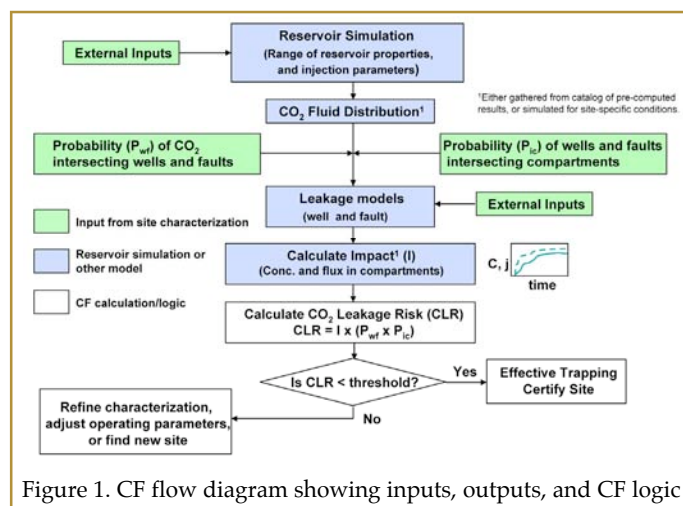 Reservoir Simulation
(Range of reservoir properties,
and injection parameters)
External Inputs
CO₂ Fluid Distribution¹
¹Either gathered from catalog of pre-computed
results, or simulated for site-specific conditions.
Probability (Pwf) of CO₂
intersecting wells and faults
Probability (Pic) of wells and faults
intersecting compartments
Leakage models
(well and fault)
External Inputs
Input from site characterization
Reservoir simulation or
other model
CF calculation/logic
Calculate Impact¹ (I)
(Conc. and flux in compartments)
C, j
time
Calculate CO₂ Leakage Risk (CLR)
CLR = I x (Pwf x Pic)
Is CLR < threshold?
Yes
Effective Trapping
Certify Site
No
Refine characterization,
adjust operating parameters,
or find new site
Figure 1. CF flow diagram showing inputs, outputs, and CF logic